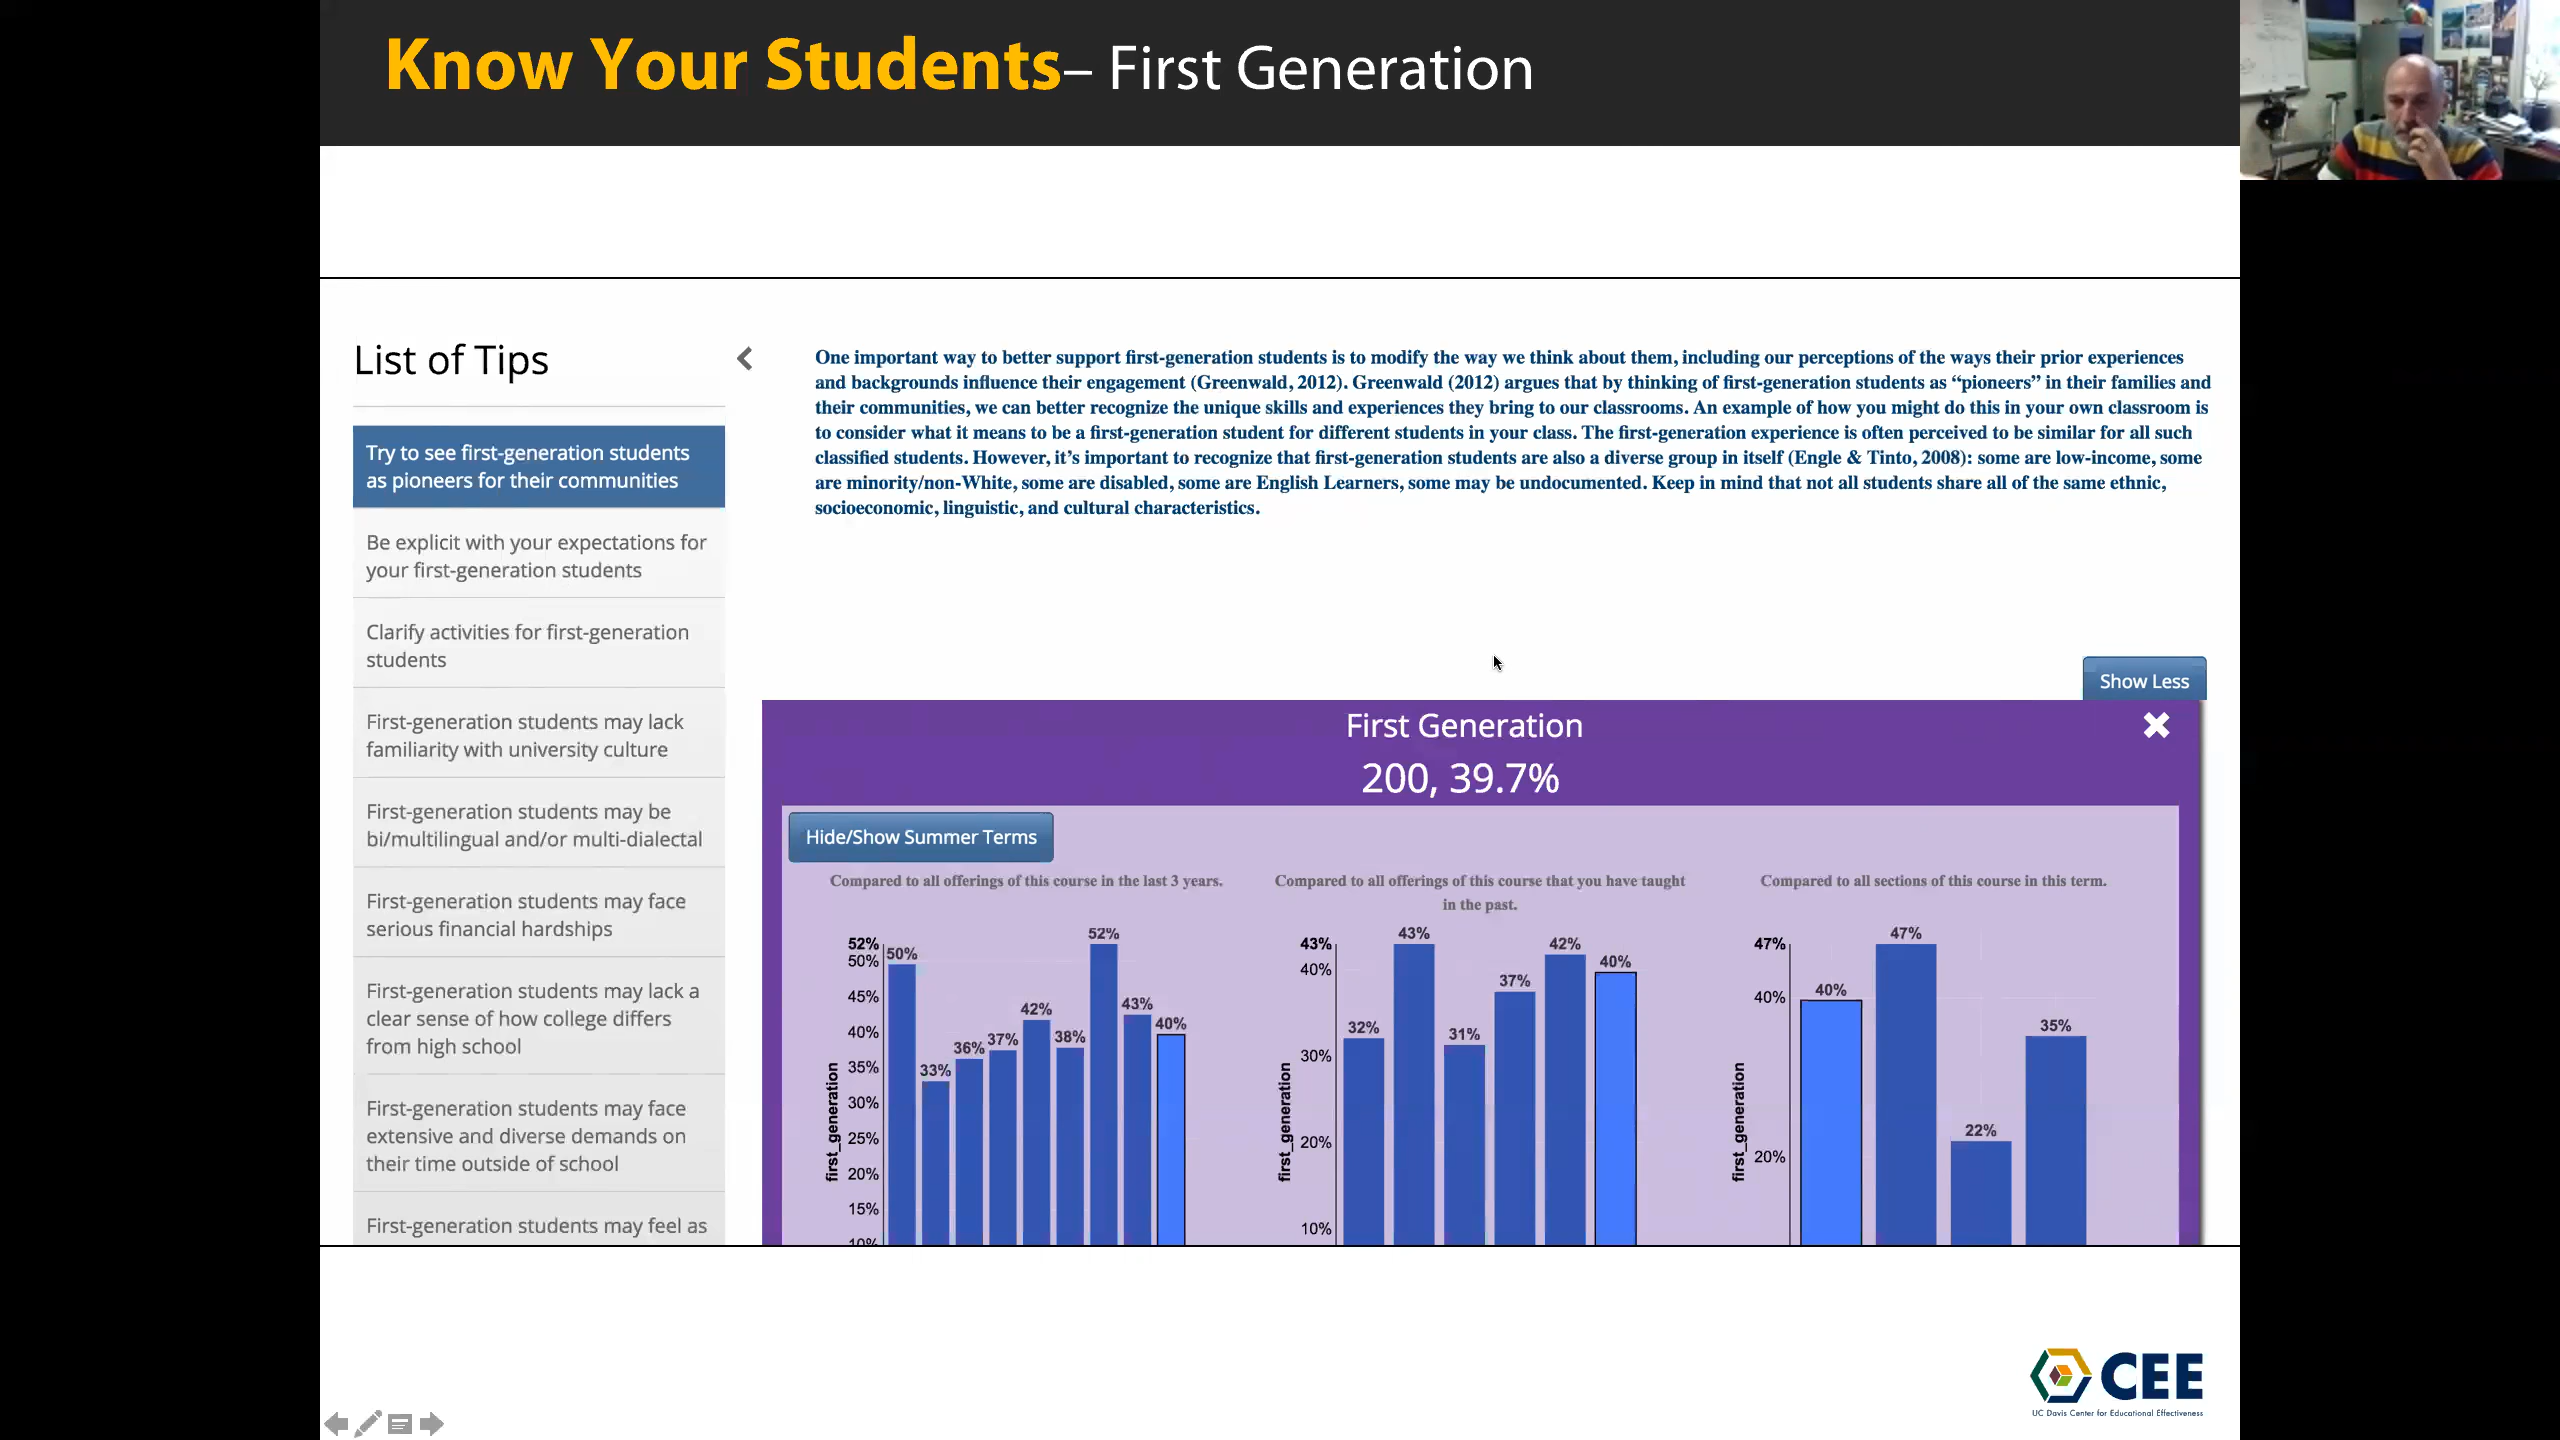 Know Your Students– First Generation
List of Tips
Try to see first-generation students
as pioneers for their communities
Be explicit with your expectations for
your first-generation students
Clarify activities for first-generation
students
First-generation students may lack
familiarity with university culture
First-generation students may be
bi/multilingual and/or multi-dialectal
First-generation students may face
serious financial hardships
First-generation students may lack a
clear sense of how college differs
from high school
First-generation students may face
extensive and diverse demands on
their time outside of school
First-generation students may feel as
One important way to better support first-generation students is to modify the way we think about them, including our perceptions of the ways their prior experiences
and backgrounds influence their engagement (Greenwald, 2012). Greenwald (2012) argues that by thinking of first-generation students as “pioneers” in their families and
their communities, we can better recognize the unique skills and experiences they bring to our classrooms. An example of how you might do this in your own classroom is
to consider what it means to be a first-generation student for different students in your class. The first-generation experience is often perceived to be similar for all such
classified students. However, it’s important to recognize that first-generation students are also a diverse group in itself (Engle & Tinto, 2008): some are low-income, some
are minority/non-White, some are disabled, some are English Learners, some may be undocumented. Keep in mind that not all students share all of the same ethnic,
socioeconomic, linguistic, and cultural characteristics.
Show Less
First Generation
200, 39.7%
Hide/Show Summer Terms
Compared to all offerings of this course in the last 3 years.
52%
50%
45%
40%
35%
30%
25%
20%
15%
10%
first_generation
50%
33%
36%
37%
42%
38%
52%
43%
40%
Compared to all offerings of this course that you have taught
in the past.
43%
40%
30%
20%
10%
first_generation
32%
43%
31%
37%
42%
40%
Compared to all sections of this course in this term.
47%
40%
20%
first_generation
40%
47%
22%
35%
CEE
UC Davis Center for Educational Effectiveness